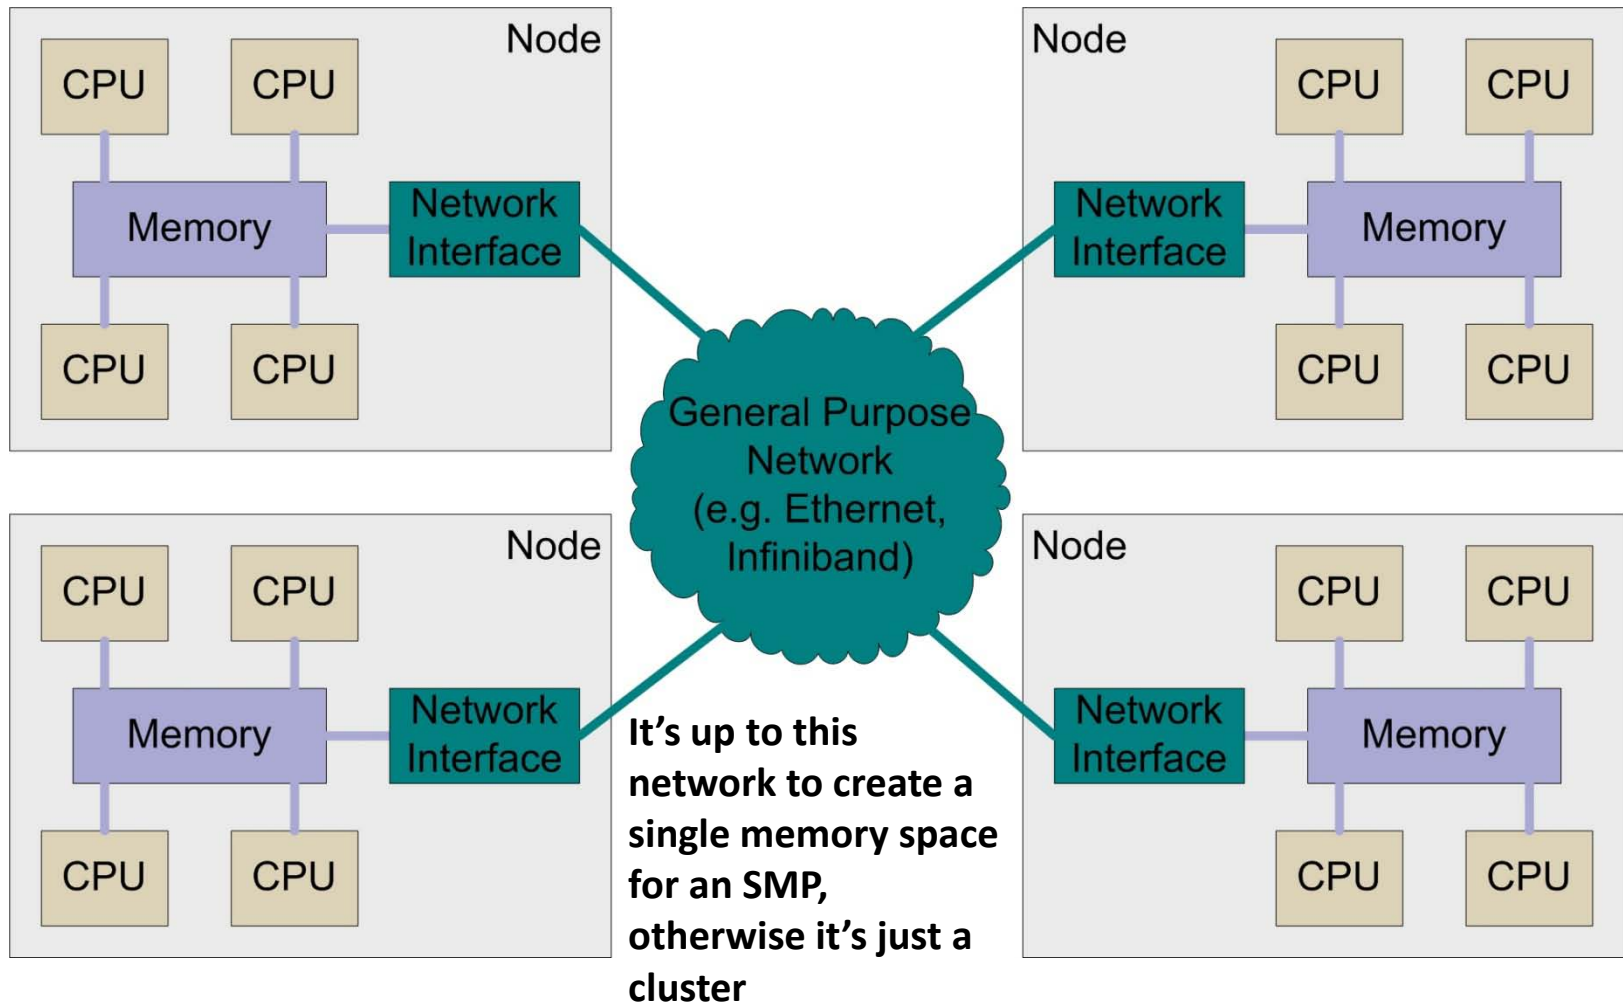 Node
CPU
CPU
Memory
Network
Interface
CPU
CPU
Node
CPU
CPU
Network
Interface
Memory
CPU
CPU
General Purpose
Network
(e.g. Ethernet,
Infiniband)
Node
CPU
CPU
Memory
Network
Interface
CPU
CPU
Node
CPU
CPU
Network
Interface
Memory
CPU
CPU
It’s up to this
network to create a
single memory space
for an SMP,
otherwise it’s just a
cluster